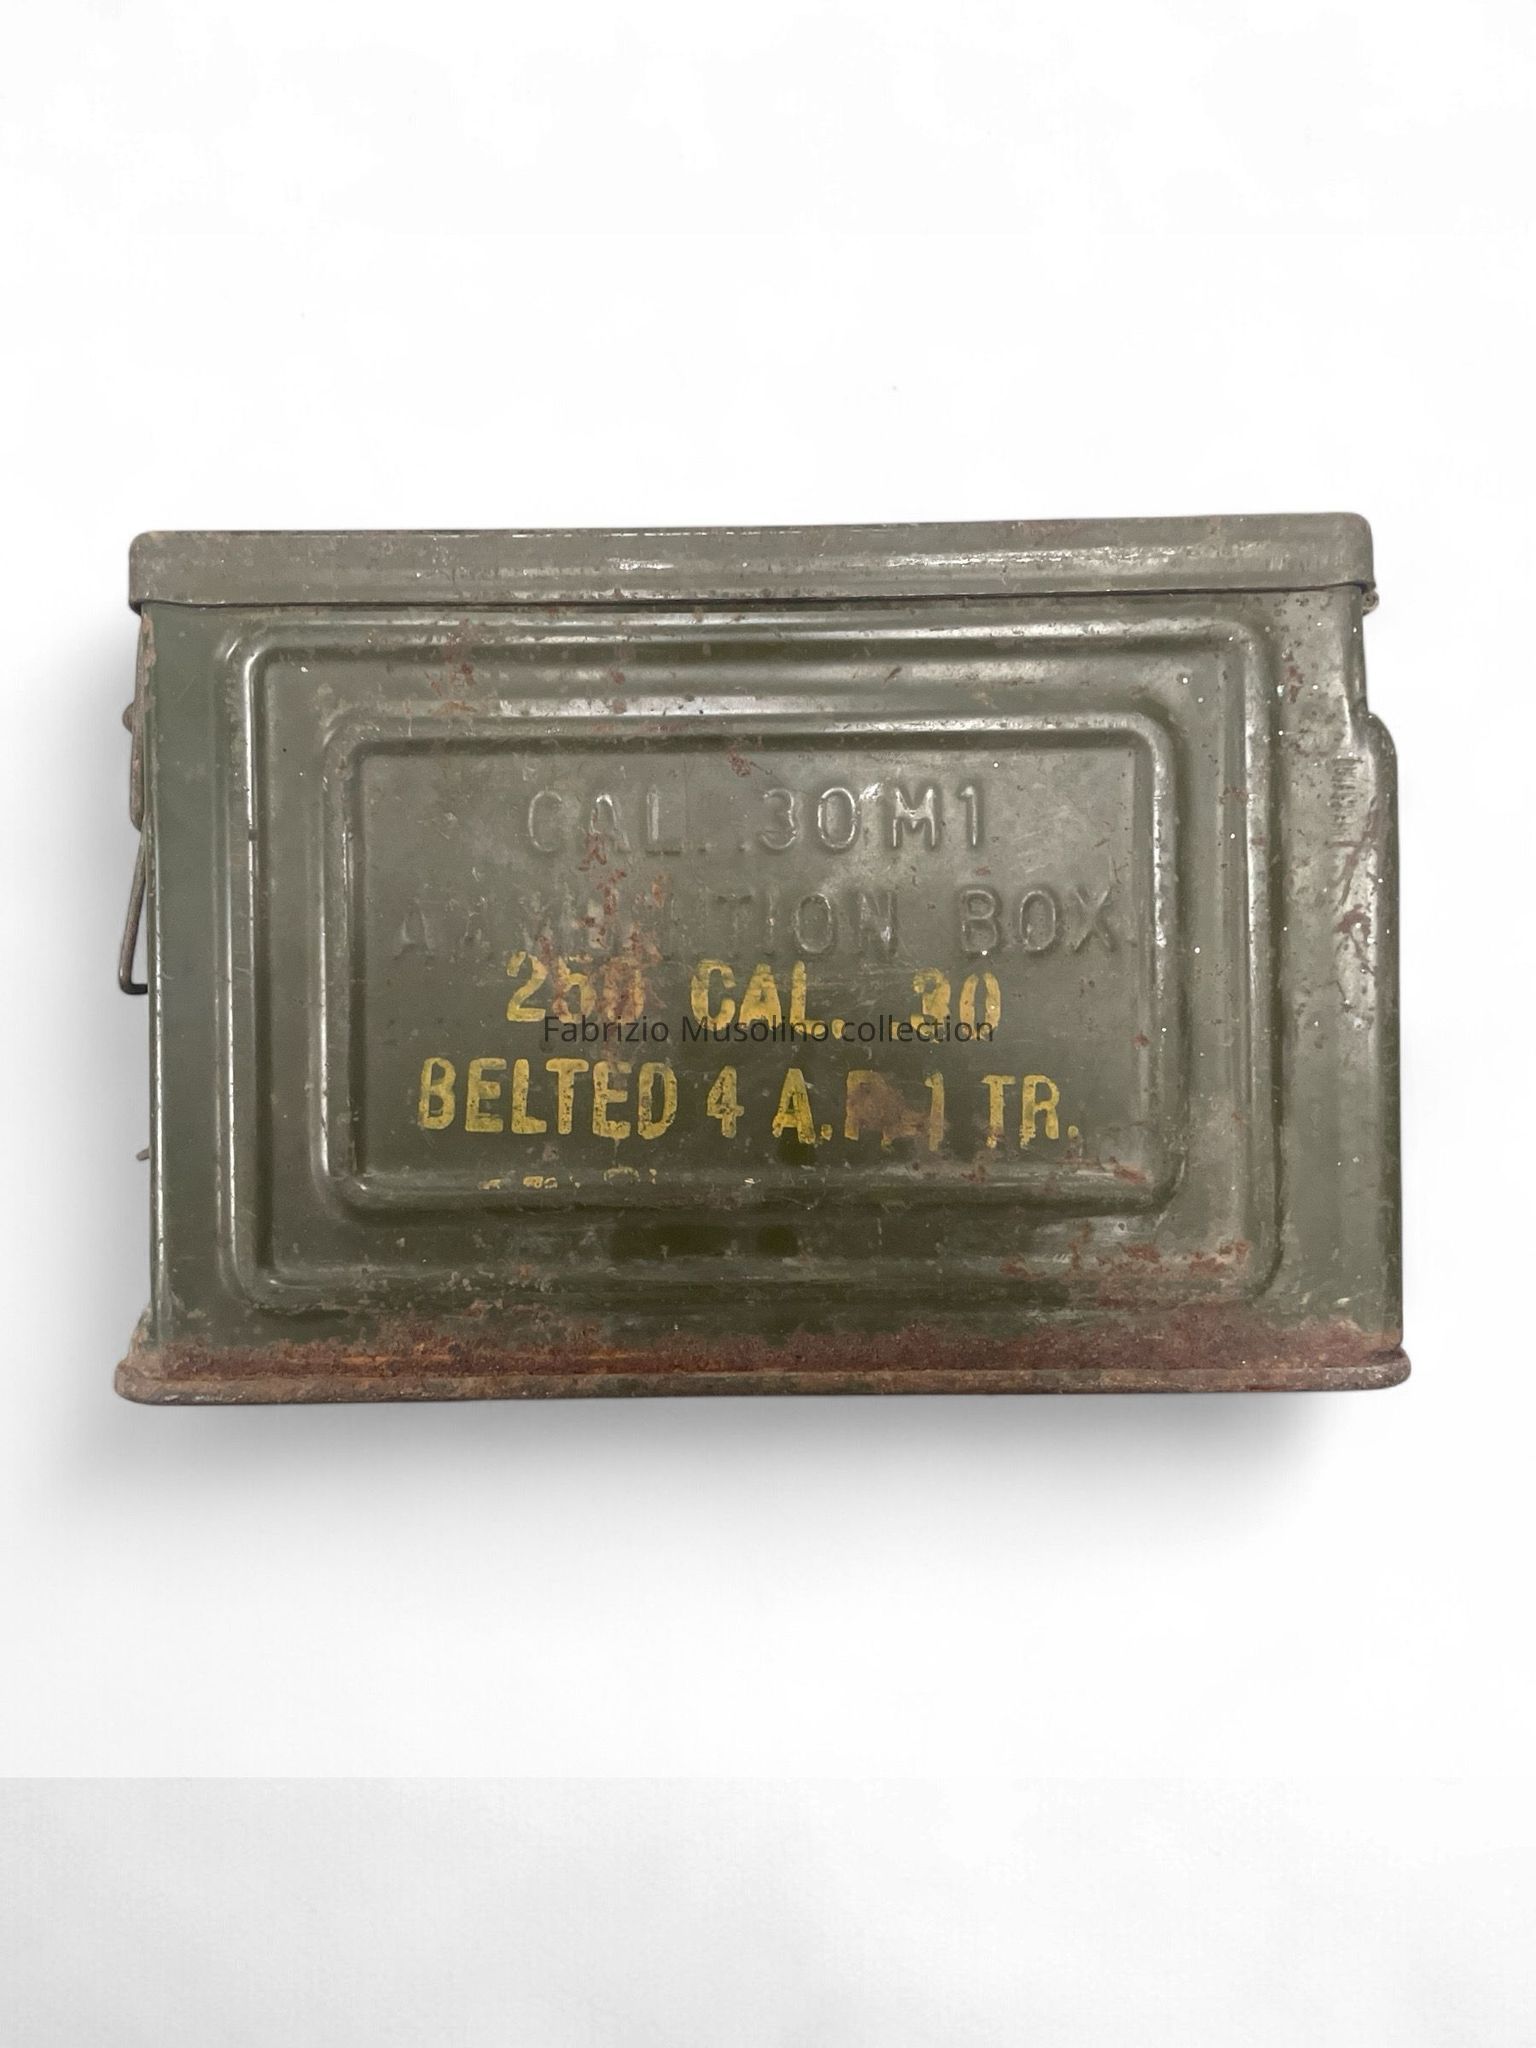 CAL. .30 M1
AMMUNITION BOX
250 CAL. 30
Fabrizio Musolino collection
BELTED 4 A.P. 1 TR.